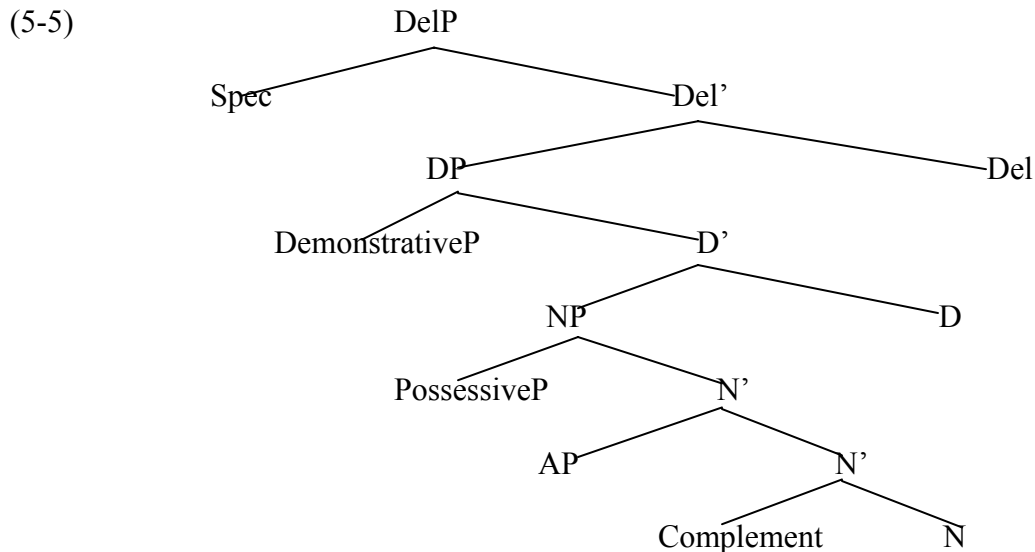 (5-5) DelP
Spec Del’
DP Del
DemonstrativeP D’
NP D
PossessiveP N’
AP N’
Complement N